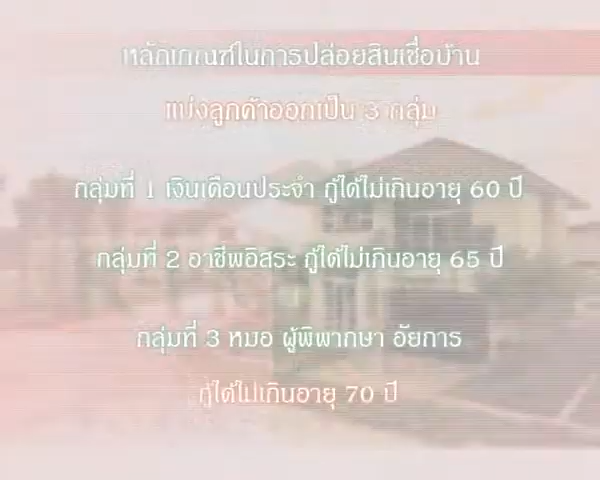 หลักเกณฑ์ในการปล่อยสินเชื่อบ้าน
แบ่งลูกค้าออกเป็น 3 กลุ่ม
กลุ่มที่ 1 เงินเดือนประจำ กู้ได้ไม่เกินอายุ 60 ปี
กลุ่มที่ 2 อาชีพอิสระ กู้ได้ไม่เกินอายุ 65 ปี
กลุ่มที่ 3 หมอ ผู้พิพากษา อัยการ
กู้ได้ไม่เกินอายุ 70 ปี